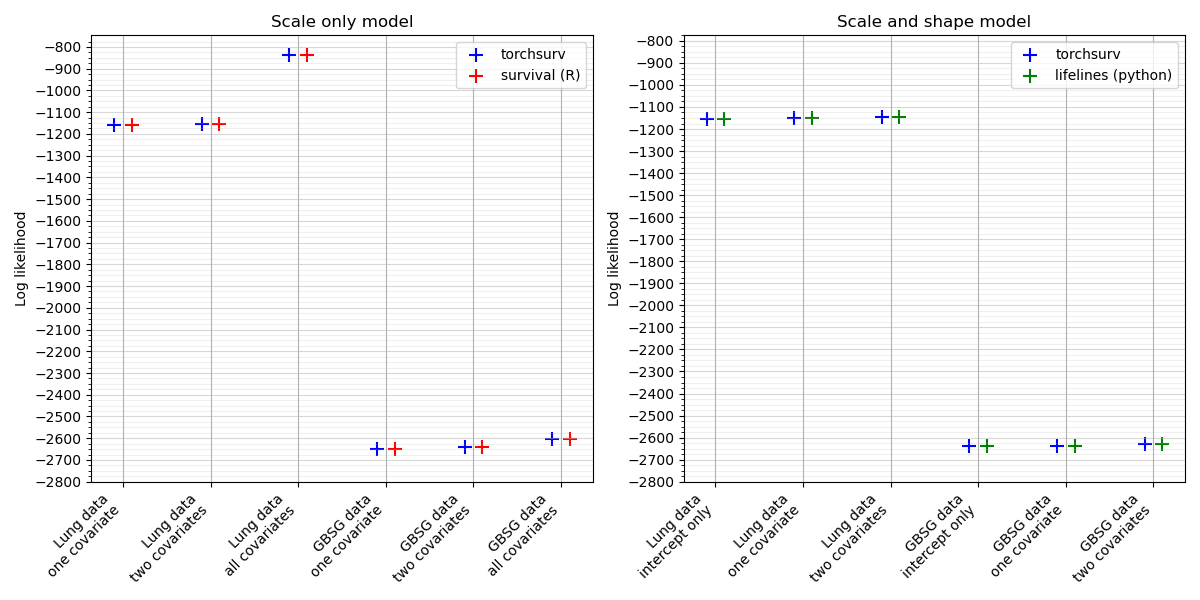 Scale only model
Log likelihood
−800
−900
−1000
−1100
−1200
−1300
−1400
−1500
−1600
−1700
−1800
−1900
−2000
−2100
−2200
−2300
−2400
−2500
−2600
−2700
−2800
torchsurv
survival (R)
Lung data
one covariate
Lung data
two covariates
Lung data
all covariates
GBSG data
one covariate
GBSG data
two covariates
GBSG data
all covariates
Scale and shape model
Log likelihood
−800
−900
−1000
−1100
−1200
−1300
−1400
−1500
−1600
−1700
−1800
−1900
−2000
−2100
−2200
−2300
−2400
−2500
−2600
−2700
−2800
torchsurv
lifelines (python)
Lung data
intercept only
Lung data
one covariate
Lung data
two covariates
GBSG data
intercept only
GBSG data
one covariate
GBSG data
two covariates